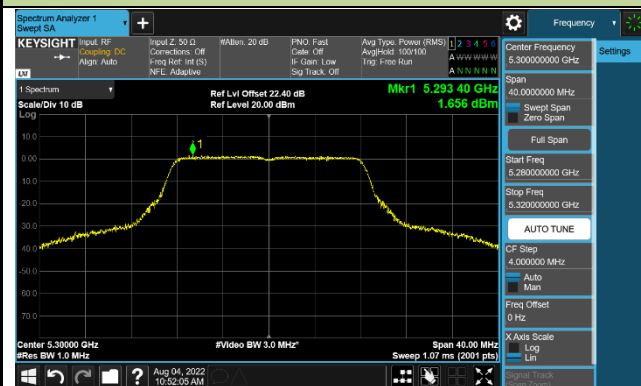 Spectrum Analyzer 1
Swept SA
+
Frequency
KEYSIGHT
Input: RF
Coupling: DC
Align: Auto
Input Z: 50 Ω
Corrections: Off
Freq Ref: Int (S)
NFE: Adaptive
#Atten: 20 dB
PNO: Fast
Gate: Off
IF Gain: Low
Sig Track: Off
Avg Type: Power (RMS)
Avg|Hold: 100/100
Trig: Free Run
1 2 3 4 5 6
A W W W W W
A N N N N N
LXI
1 Spectrum
Scale/Div 10 dB
Log
Ref Lvl Offset 22.40 dB
Ref Level 20.00 dBm
Mkr1 5.293 40 GHz
1.656 dBm
1
10.0
0.00
-10.0
-20.0
-30.0
-40.0
-50.0
-60.0
-70.0
Center 5.30000 GHz
#Res BW 1.0 MHz
#Video BW 3.0 MHz*
Span 40.00 MHz
Sweep 1.07 ms (2001 pts)
?
Aug 04, 2022
10:52:05 AM
Center Frequency
5.300000000 GHz
Span
40.0000000 MHz
Swept Span
Zero Span
Full Span
Start Freq
5.280000000 GHz
Stop Freq
5.320000000 GHz
AUTO TUNE
CF Step
4.000000 MHz
Auto
Man
Freq Offset
0 Hz
X Axis Scale
Log
Lin
Signal Track
(Span Zoom)
Settings